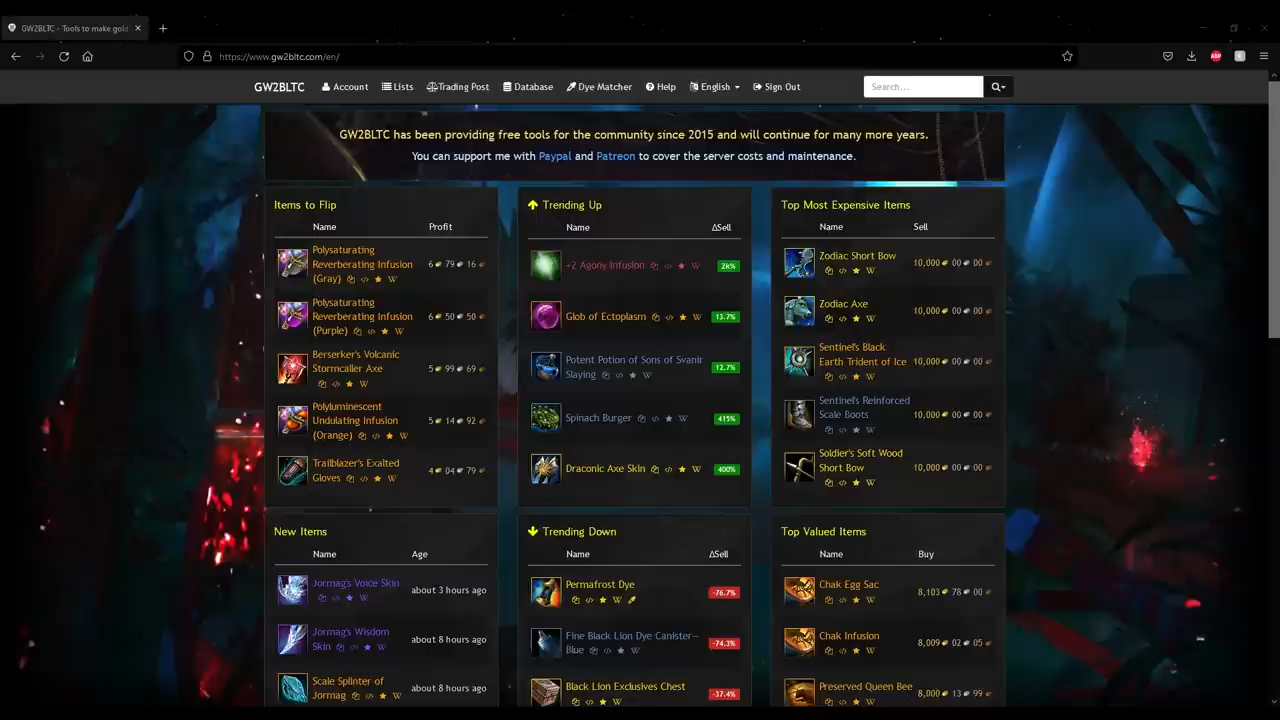 GW2BLTC - Tools to make gold
https://www.gw2bltc.com/en/
ABP
GW2BLTC Account Lists Trading Post Database Dye Matcher Help English Sign Out Search...
GW2BLTC has been providing free tools for the community since 2015 and will continue for many more years.
You can support me with Paypal and Patreon to cover the server costs and maintenance.
Items to Flip
Name Profit
Polysaturating
Reverberating Infusion
(Gray) W
6 79 16
Polysaturating
Reverberating Infusion
(Purple) W
6 50 50
Berserker's Volcanic
Stormcaller Axe
W
5 99 69
Polyluminescent
Undulating Infusion
(Orange) W
5 14 92
Trailblazer's Exalted
Gloves W
4 04 79
Trending Up
Name ΔSell
+2 Agony Infusion W 2k%
Glob of Ectoplasm W 13.7%
Potent Potion of Sons of Svanir
Slaying W
12.7%
Spinach Burger W 415%
Draconic Axe Skin W 400%
Top Most Expensive Items
Name Sell
Zodiac Short Bow
W
10,000 00 00
Zodiac Axe
W
10,000 00 00
Sentinel's Black
Earth Trident of Ice
W
10,000 00 00
Sentinel's Reinforced
Scale Boots
W
10,000 00 00
Soldier's Soft Wood
Short Bow
W
10,000 00 00
New Items
Name Age
Jormag's Voice Skin
W
about 3 hours ago
Jormag's Wisdom
Skin W
about 8 hours ago
Scale Splinter of
Jormag W
about 8 hours ago
Trending Down
Name ΔSell
Permafrost Dye
W
-76.7%
Fine Black Lion Dye Canister—
Blue W
-74.3%
Black Lion Exclusives Chest
W
-37.4%
Top Valued Items
Name Buy
Chak Egg Sac
W
8,103 78 00
Chak Infusion
W
8,009 02 05
Preserved Queen Bee
W
8,000 13 99